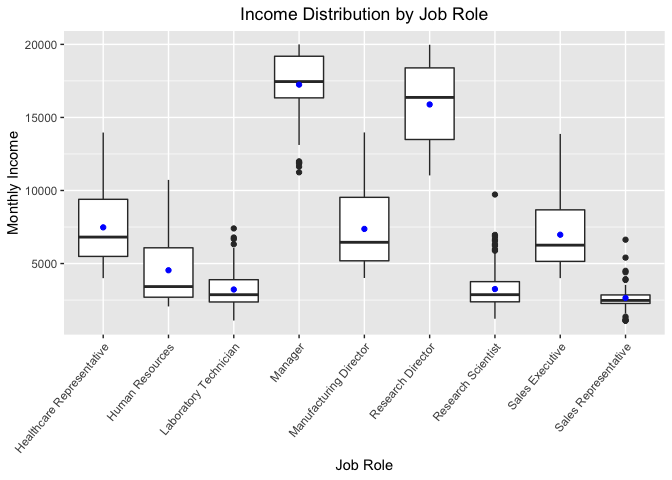 Income Distribution by Job Role
Monthly Income
20000
15000
10000
5000
Healthcare Representative
Human Resources
Laboratory Technician
Manager
Manufacturing Director
Research Director
Research Scientist
Sales Executive
Sales Representative
Job Role